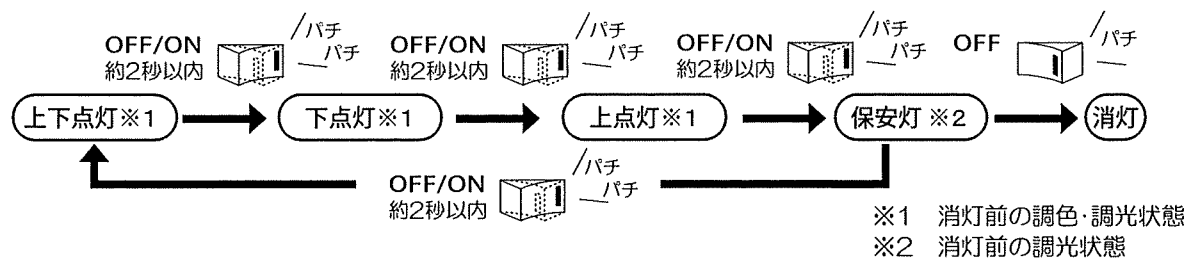 OFF/ON
約2秒以内
パチ
パチ
OFF/ON
約2秒以内
パチ
パチ
OFF/ON
約2秒以内
パチ
パチ
OFF
パチ
上下点灯※1
下点灯※1
上点灯※1
保安灯※2
消灯
OFF/ON
約2秒以内
パチ
パチ
※1 消灯前の調色・調光状態
※2 消灯前の調光状態